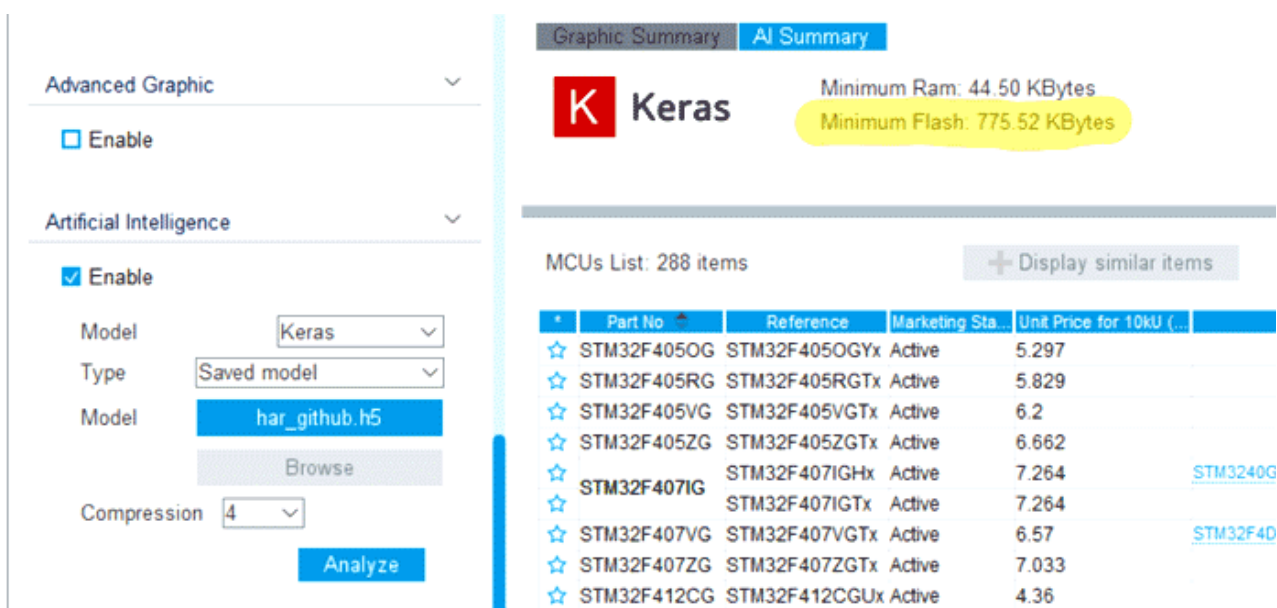 Advanced Graphic
Enable
Artificial Intelligence
Enable
Model Keras
Type Saved model
Model har_github.h5
Browse
Compression 4
Analyze
Graphic Summary AI Summary
K Keras
Minimum Ram: 44.50 KBytes
Minimum Flash: 775.52 KBytes
MCUs List: 288 items
Display similar items
* Part No Reference Marketing Sta... Unit Price for 10kU (...
STM32F405OG STM32F405OGYx Active 5.297
STM32F405RG STM32F405RGTx Active 5.829
STM32F405VG STM32F405VGTx Active 6.2
STM32F405ZG STM32F405ZGTx Active 6.662
STM32F407IG
STM32F407IGHx Active 7.264 STM3240G
STM32F407IGTx Active 7.264
STM32F407VG STM32F407VGTx Active 6.57 STM32F4D
STM32F407ZG STM32F407ZGTx Active 7.033
STM32F412CG STM32F412CGUx Active 4.36